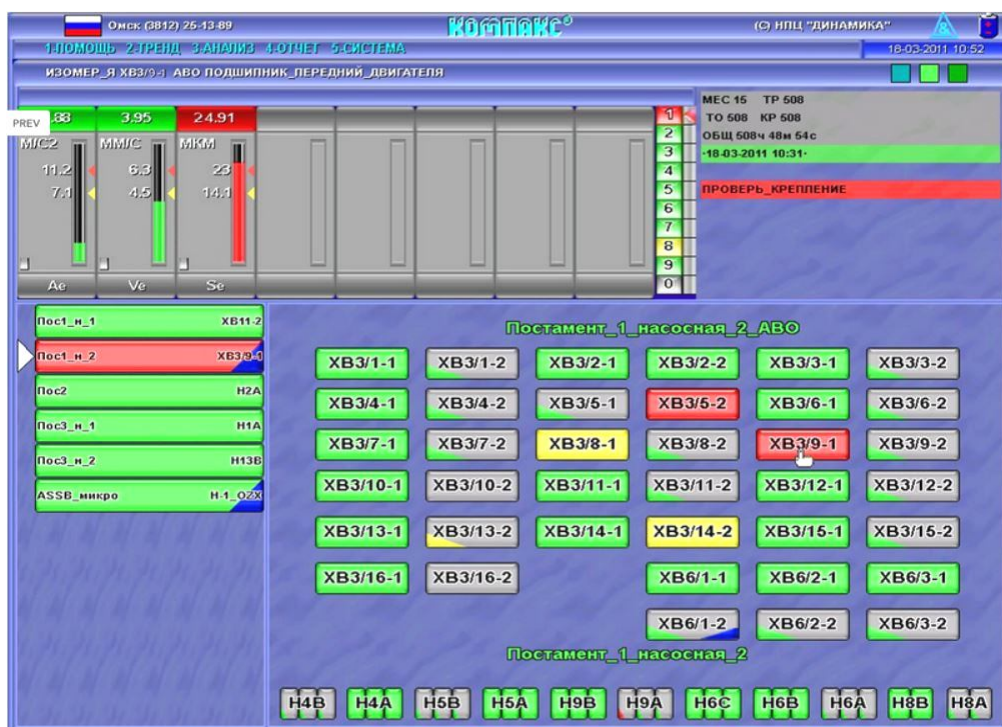 Омск (3812) 25-13-89
КОМПАКС®
(С) НПЦ "ДИНАМИКА"
1-ПОМОЩЬ 2-ТРЕНД 3-АНАЛИЗ 4-ОТЧЕТ 5-СИСТЕМА
18-03-2011 10:52
ИЗОМЕР_Я ХВ3/9-1 АВО ПОДШИПНИК_ПЕРЕДНИЙ_ДВИГАТЕЛЯ
PREV
.88 3,95 24.91
М/С2 ММ/С МКМ
11.2 6.3 23
7.1 4.5 14.1
Ae Ve Se
1
2
3
4
5
6
7
8
9
0
МЕС 15 ТР 508
ТО 508 КР 508
ОБЩ 508ч 48м 54с
·18-03-2011 10:31·
ПРОВЕРЬ_КРЕПЛЕНИЕ
Пос1_н_1 ХВ11-2
Пос1_н_2 ХВ3/9-1
Пос2 Н2А
Пос3_н_1 Н1А
Пос3_н_2 Н13В
ASSB_микро Н-1_OZX
Постамент_1_насосная_2_АВО
ХВ3/1-1 ХВ3/1-2 ХВ3/2-1 ХВ3/2-2 ХВ3/3-1 ХВ3/3-2
ХВ3/4-1 ХВ3/4-2 ХВ3/5-1 ХВ3/5-2 ХВ3/6-1 ХВ3/6-2
ХВ3/7-1 ХВ3/7-2 ХВ3/8-1 ХВ3/8-2 ХВ3/9-1 ХВ3/9-2
ХВ3/10-1 ХВ3/10-2 ХВ3/11-1 ХВ3/11-2 ХВ3/12-1 ХВ3/12-2
ХВ3/13-1 ХВ3/13-2 ХВ3/14-1 ХВ3/14-2 ХВ3/15-1 ХВ3/15-2
ХВ3/16-1 ХВ3/16-2 ХВ6/1-1 ХВ6/2-1 ХВ6/3-1
ХВ6/1-2 ХВ6/2-2 ХВ6/3-2
Постамент_1_насосная_2
Н4В Н4А Н5В Н5А Н9В Н9А Н6С Н6В Н6А Н8В Н8А